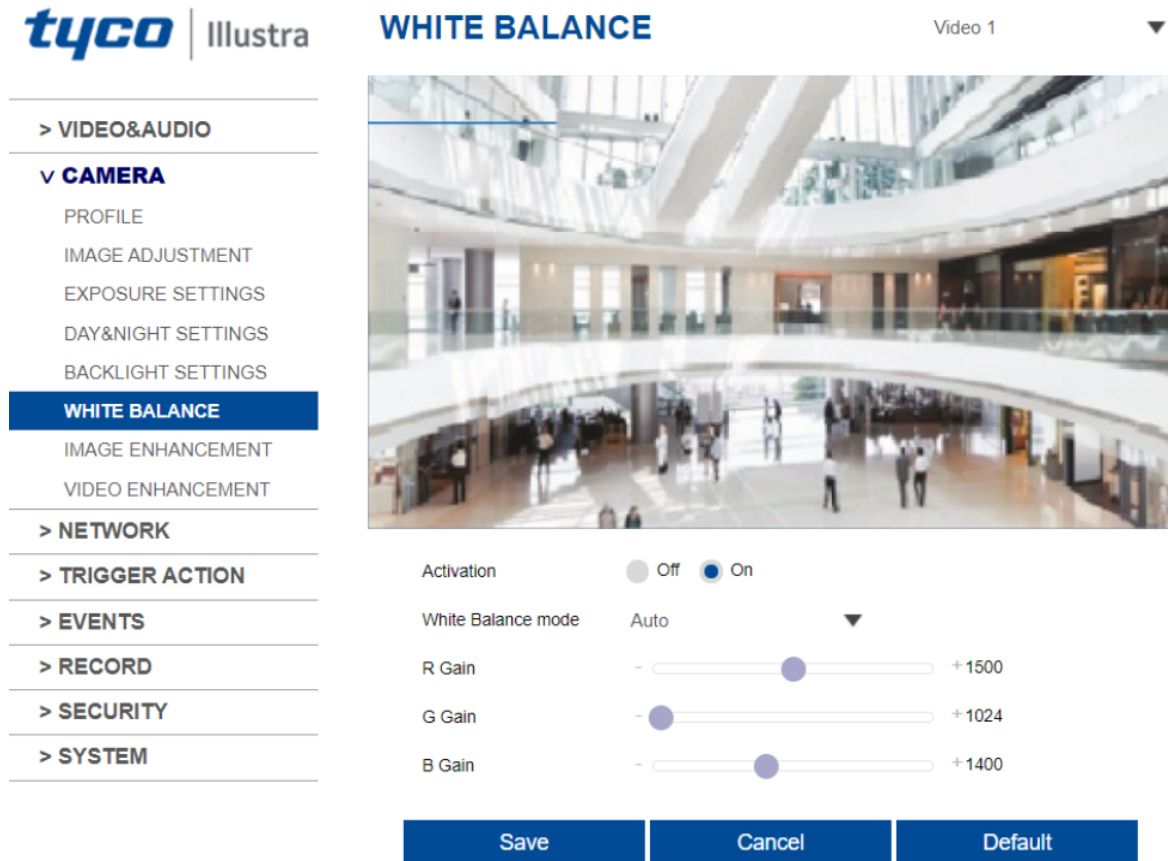 tyco | Illustra
WHITE BALANCE
Video 1
> VIDEO&AUDIO
v CAMERA
PROFILE
IMAGE ADJUSTMENT
EXPOSURE SETTINGS
DAY&NIGHT SETTINGS
BACKLIGHT SETTINGS
WHITE BALANCE
IMAGE ENHANCEMENT
VIDEO ENHANCEMENT
> NETWORK
> TRIGGER ACTION
> EVENTS
> RECORD
> SECURITY
> SYSTEM
Activation Off On
White Balance mode Auto
R Gain - + 1500
G Gain - + 1024
B Gain - + 1400
Save Cancel Default